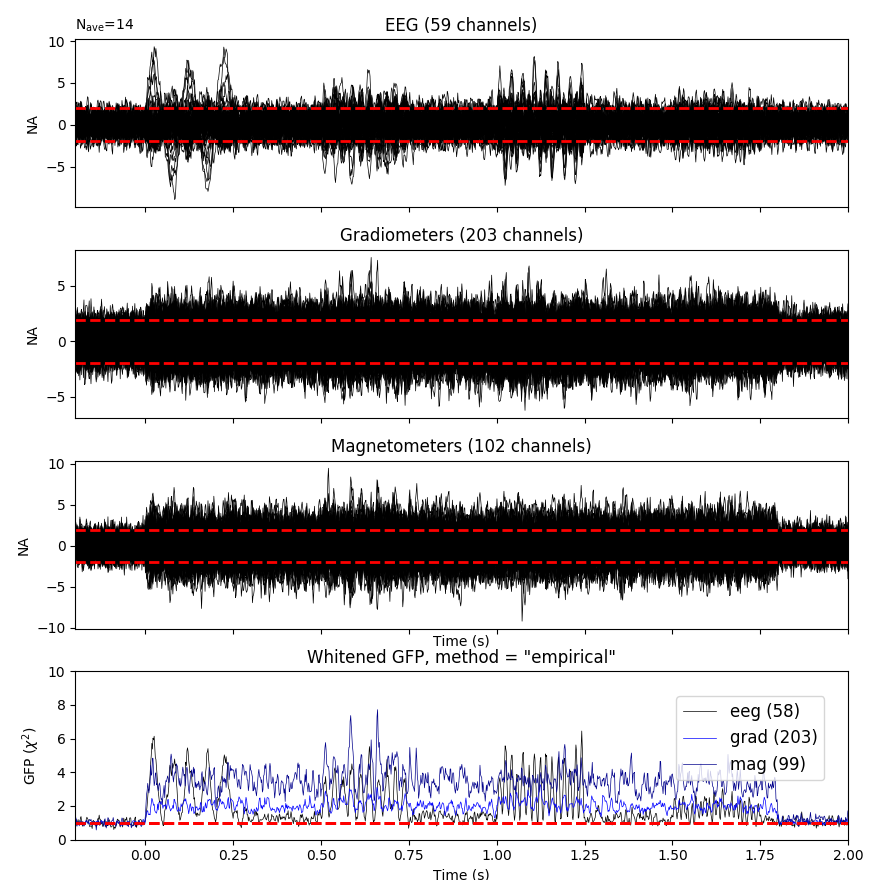 N_ave=14
EEG (59 channels)
10
5
0
−5
NA
Gradiometers (203 channels)
5
0
−5
NA
Magnetometers (102 channels)
10
5
0
−5
−10
NA
Time (s)
Whitened GFP, method = "empirical"
10
8
6
4
2
0
GFP (χ²)
eeg (58)
grad (203)
mag (99)
0.00 0.25 0.50 0.75 1.00 1.25 1.50 1.75 2.00
Time (s)